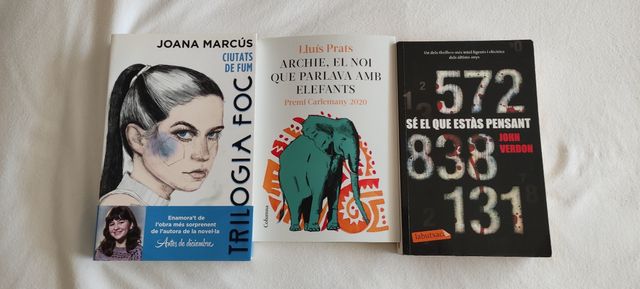 JOANA MARCÚS
CIUTATS
DE FUM
TRILOGIA FOC
Enamora't de
l'obra més sorprenent
de l'autora de la novel·la
Antes de diciembre
Lluís Prats
ARCHIE, EL NOI
QUE PARLAVA AMB
ELEFANTS
Premi Carlemany 2020
Columna
Un dels thrillers més intel·ligents i electritzants
dels últims anys
572
SÉ EL QUE ESTÀS PENSANT
JOHN
VERDON
838
131
labutxaca